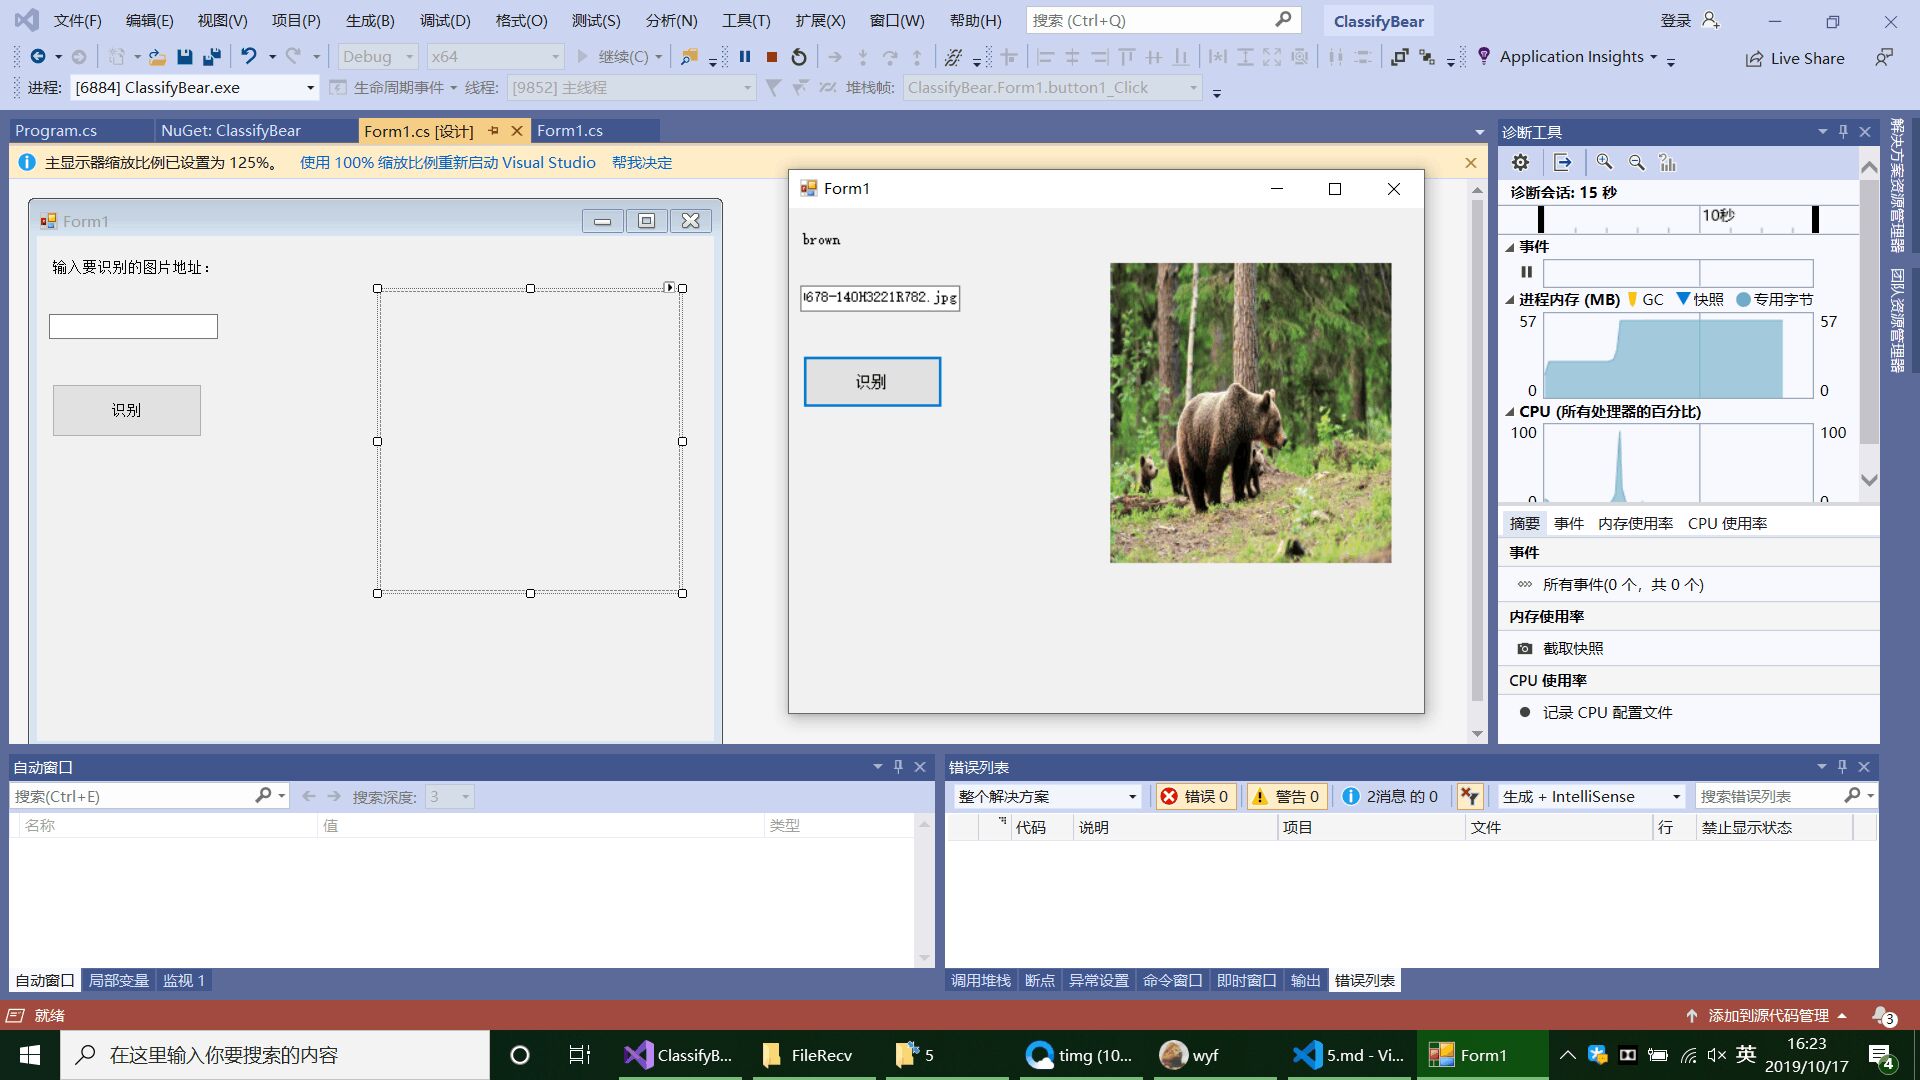 文件(F) 编辑(E) 视图(V) 项目(P) 生成(B) 调试(D) 格式(O) 测试(S) 分析(N) 工具(T) 扩展(X) 窗口(W) 帮助(H) 搜索 (Ctrl+Q) ClassifyBear 登录
Debug x64 继续(C) Application Insights Live Share
进程: [6884] ClassifyBear.exe 生命周期事件 线程: [9852] 主线程 堆栈帧: ClassifyBear.Form1.button1_Click
Program.cs NuGet: ClassifyBear Form1.cs [设计] Form1.cs
主显示器缩放比例已设置为 125%。 使用 100% 缩放比例重新启动 Visual Studio 帮我决定
Form1
输入要识别的图片地址：
识别
Form1
brown
678-140H3221R782.jpg
识别
诊断工具
诊断会话: 15 秒
10秒
事件
进程内存 (MB) GC 快照 专用字节
57 57
0 0
CPU (所有处理器的百分比)
100 100
0 0
摘要 事件 内存使用率 CPU 使用率
事件
所有事件(0 个，共 0 个)
内存使用率
截取快照
CPU 使用率
记录 CPU 配置文件
解决方案资源管理器
团队资源管理器
自动窗口
搜索(Ctrl+E) 搜索深度: 3
名称 值 类型
自动窗口 局部变量 监视 1
错误列表
整个解决方案 错误 0 警告 0 2消息 的 0 生成 + IntelliSense 搜索错误列表
代码 说明 项目 文件 行 禁止显示状态
调用堆栈 断点 异常设置 命令窗口 即时窗口 输出 错误列表
就绪 添加到源代码管理 3
在这里输入你要搜索的内容 ClassifyB... FileRecv 5 timg (10... wyf 5.md - Vi... Form1 英 16:23
2019/10/17 4